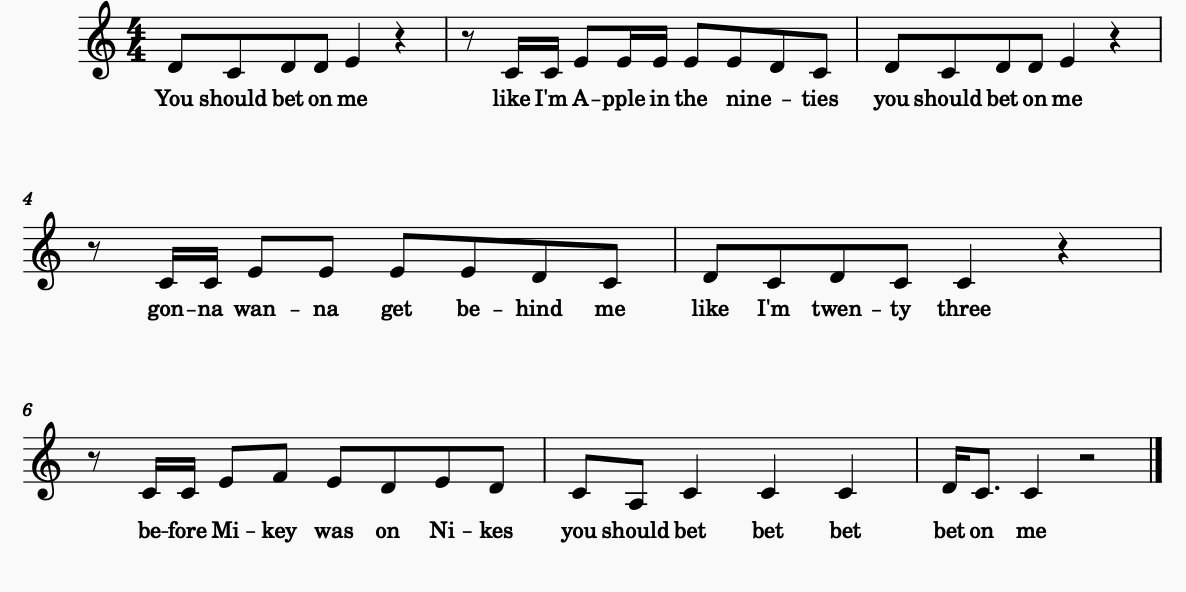 4
4
You should bet on me like I'm A-pple in the nine - ties you should bet on me
4
gon-na wan - na get be - hind me like I'm twen - ty three
6
be-fore Mi - key was on Ni - kes you should bet bet bet bet on me